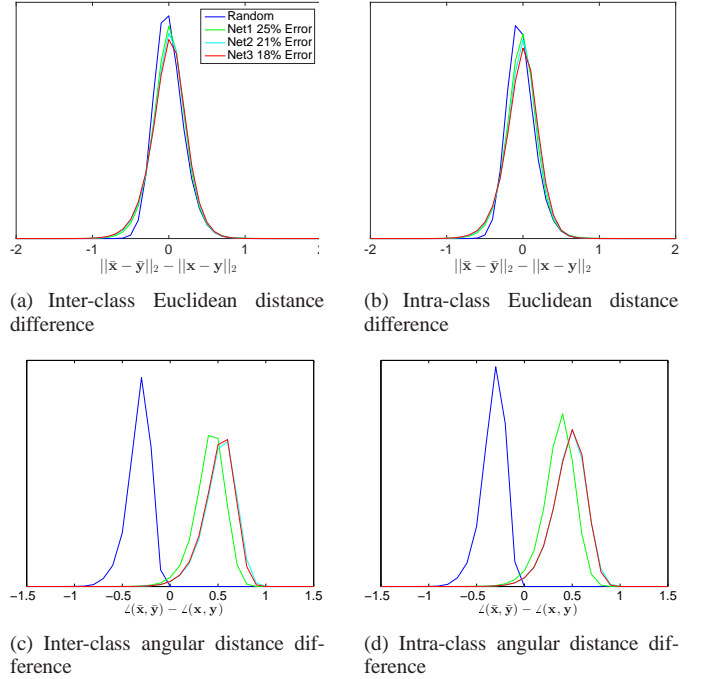 Random
Net1 25% Error
Net2 21% Error
Net3 18% Error
-2 -1 0 1 2
||x̄ − ȳ||₂ − ||x − y||₂
-2 -1 0 1 2
||x̄ − ȳ||₂ − ||x − y||₂
(a) Inter-class Euclidean distance
difference
(b) Intra-class Euclidean distance
difference
−1.5 −1 −0.5 0 0.5 1 1.5
∠(x̄, ȳ) − ∠(x, y)
−1.5 −1 −0.5 0 0.5 1 1.5
∠(x̄, ȳ) − ∠(x, y)
(c) Inter-class angular distance dif-
ference
(d) Intra-class angular distance dif-
ference